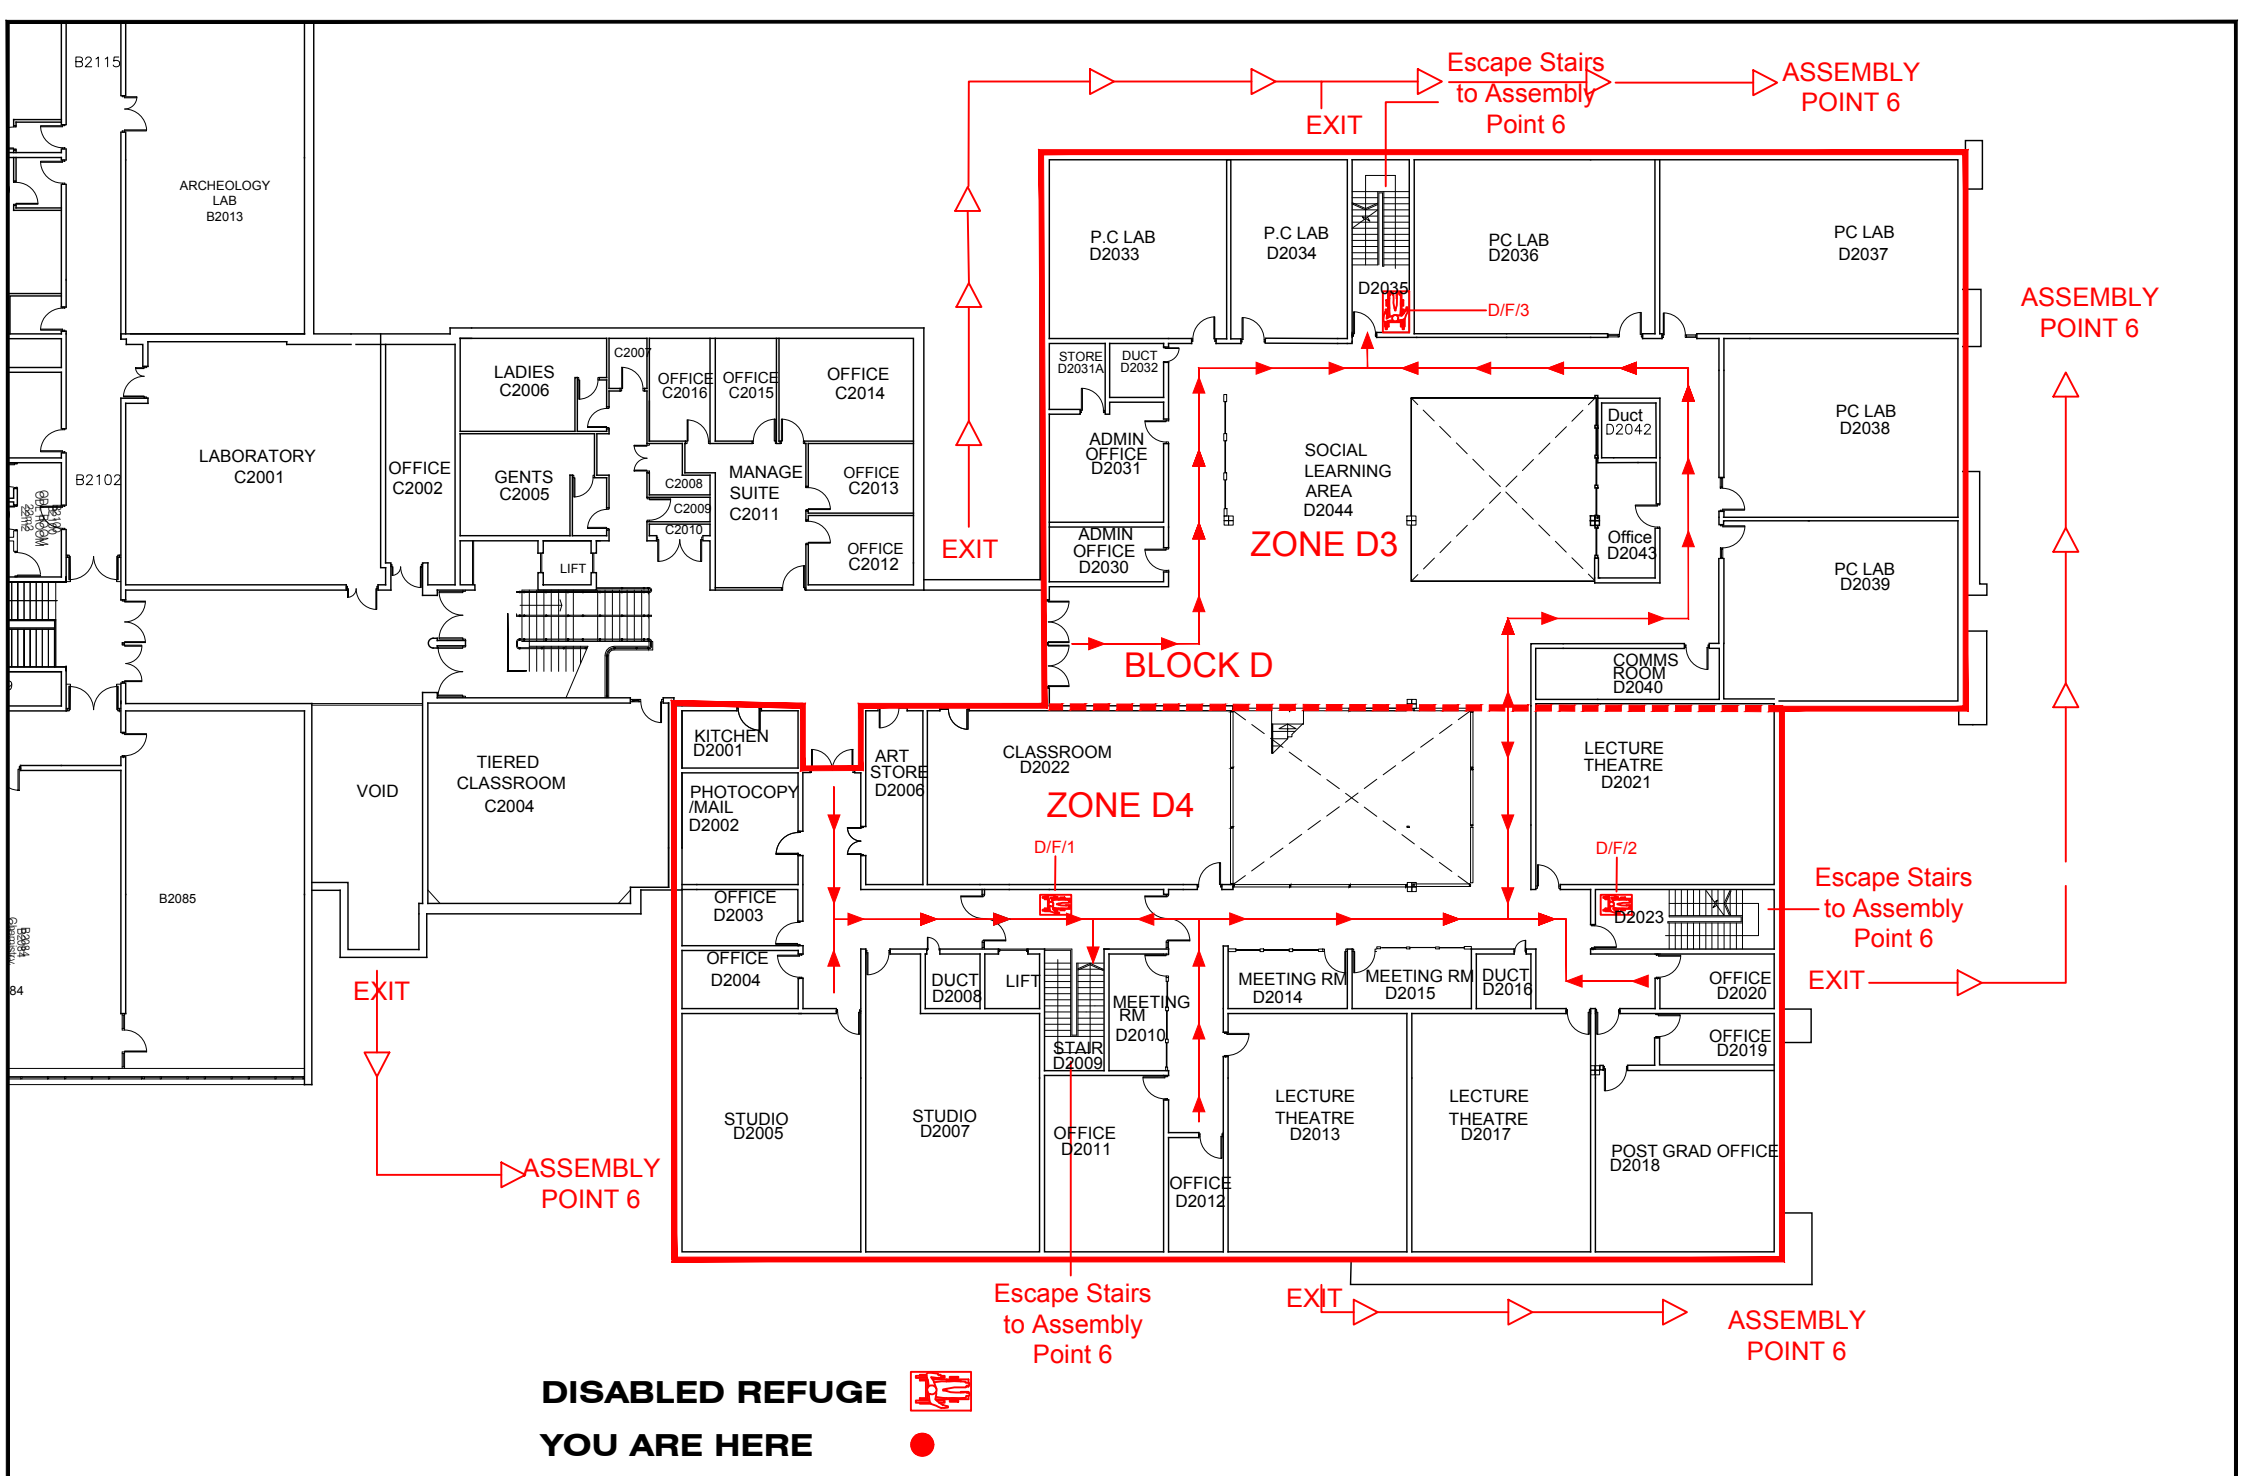 B2115
ARCHEOLOGY
LAB
B2013
Escape Stairs
to Assembly
Point 6
EXIT
ASSEMBLY
POINT 6
P.C LAB
D2033
P.C LAB
D2034
PC LAB
D2036
PC LAB
D2037
D2035
D/F/3
ASSEMBLY
POINT 6
LADIES
C2006
C2007
OFFICE
C2016
OFFICE
C2015
OFFICE
C2014
STORE
D2031A
DUCT
D2032
LABORATORY
C2001
OFFICE
C2002
GENTS
C2005
C2008
C2009
C2010
MANAGE
SUITE
C2011
OFFICE
C2013
OFFICE
C2012
B2102
LIFT
EXIT
ADMIN
OFFICE
D2031
ADMIN
OFFICE
D2030
SOCIAL
LEARNING
AREA
D2044
ZONE D3
Duct
D2042
Office
D2043
PC LAB
D2038
PC LAB
D2039
BLOCK D
COMMS
ROOM
D2040
KITCHEN
D2001
PHOTOCOPY
/MAIL
D2002
ART
STORE
D2006
CLASSROOM
D2022
ZONE D4
LECTURE
THEATRE
D2021
TIERED
CLASSROOM
C2004
VOID
B2085
D/F/1
D/F/2
OFFICE
D2003
OFFICE
D2004
D2023
Escape Stairs
to Assembly
Point 6
EXIT
EXIT
B2084
84
DUCT
D2008
LIFT
STAIR
D2009
MEETING
RM
D2010
MEETING RM
D2014
MEETING RM
D2015
DUCT
D2016
OFFICE
D2020
OFFICE
D2019
STUDIO
D2005
STUDIO
D2007
OFFICE
D2011
OFFICE
D2012
LECTURE
THEATRE
D2013
LECTURE
THEATRE
D2017
POST GRAD OFFICE
D2018
ASSEMBLY
POINT 6
Escape Stairs
to Assembly
Point 6
EXIT
ASSEMBLY
POINT 6
DISABLED REFUGE
YOU ARE HERE